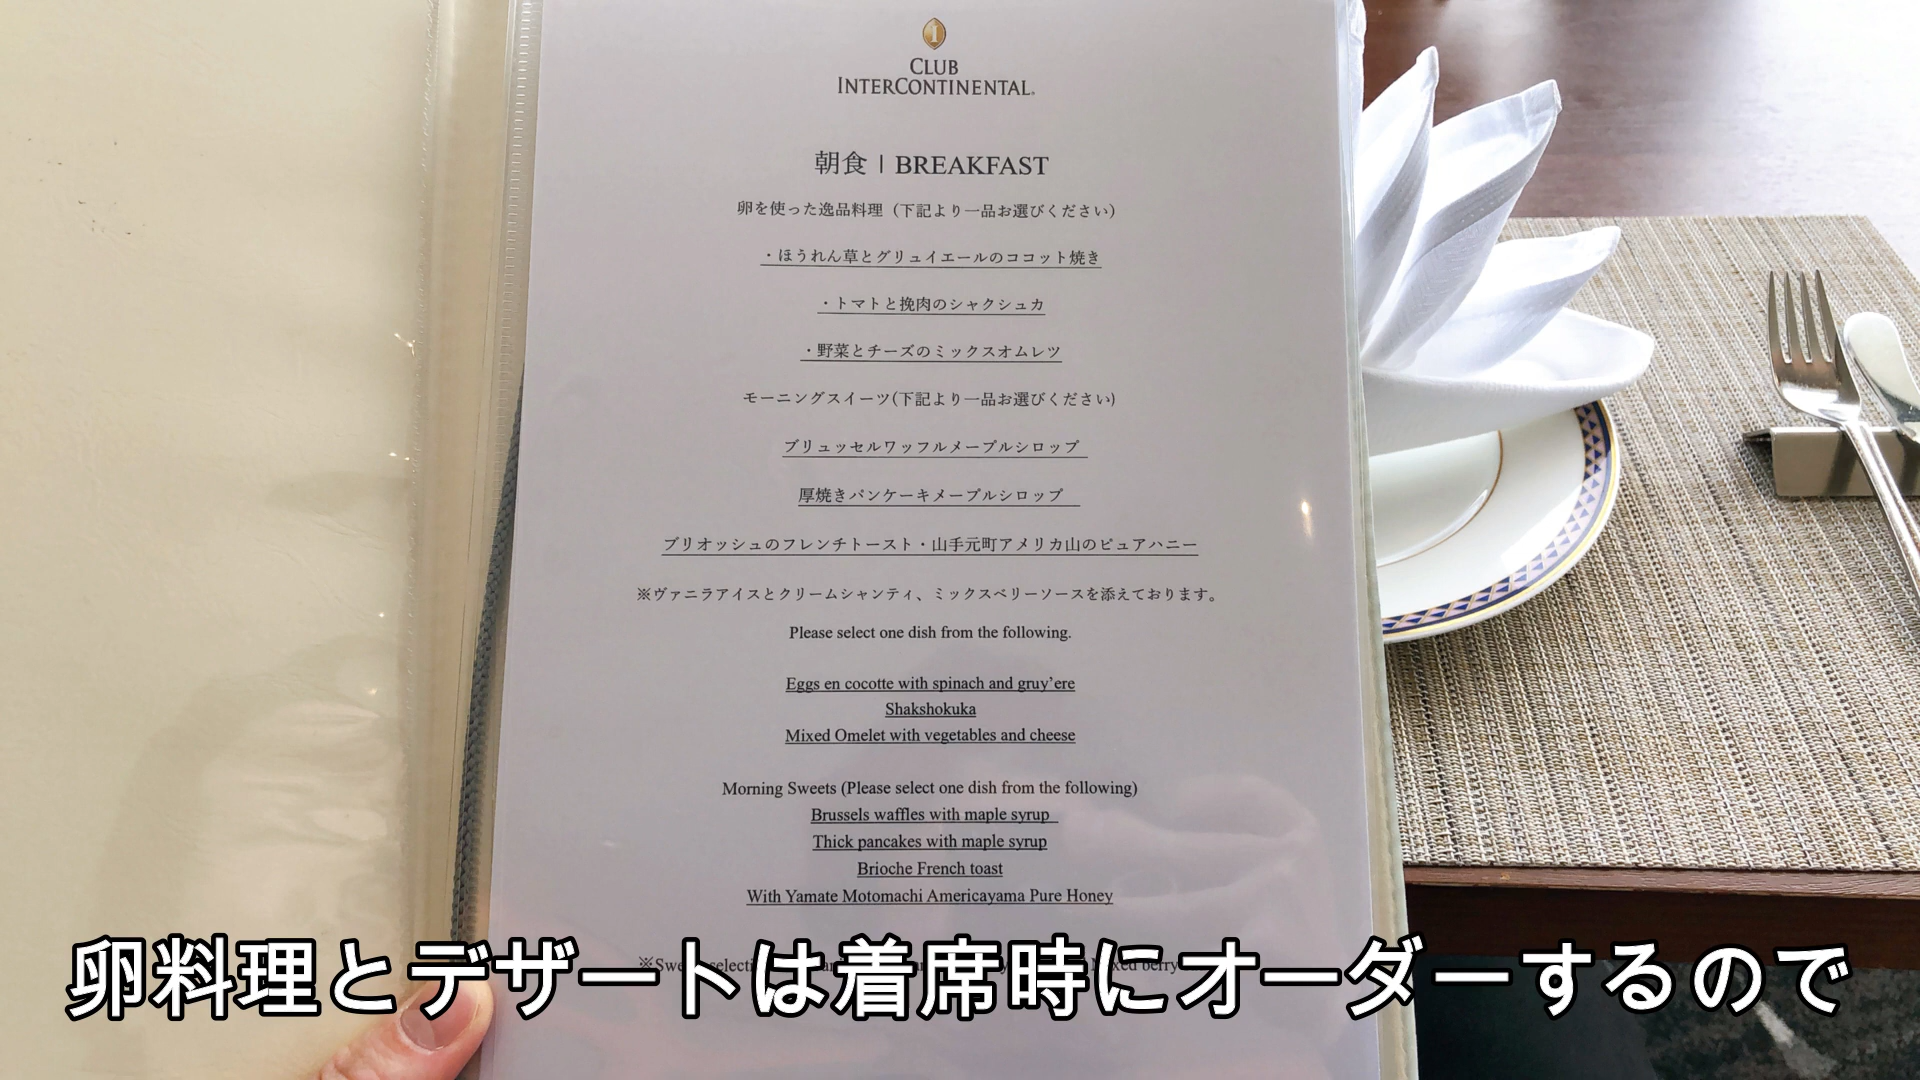 CLUB
INTERCONTINENTAL
朝食 | BREAKFAST
卵を使った逸品料理（下記より一品お選びください）
・ほうれん草とグリュイエールのココット焼き
・トマトと挽肉のシャクシュカ
・野菜とチーズのミックスオムレツ
モーニングスイーツ(下記より一品お選びください)
ブリュッセルワッフルメープルシロップ
厚焼きパンケーキメープルシロップ
ブリオッシュのフレンチトースト・山手元町アメリカ山のピュアハニー
※ヴァニラアイスとクリームシャンティ、ミックスベリーソースを添えております。
Please select one dish from the following.
Eggs en cocotte with spinach and gruy’ere
Shakshokuka
Mixed Omelet with vegetables and cheese
Morning Sweets (Please select one dish from the following)
Brussels waffles with maple syrup
Thick pancakes with maple syrup
Brioche French toast
With Yamate Motomachi Americayama Pure Honey
berry
卵料理とデザートは着席時にオーダーするので